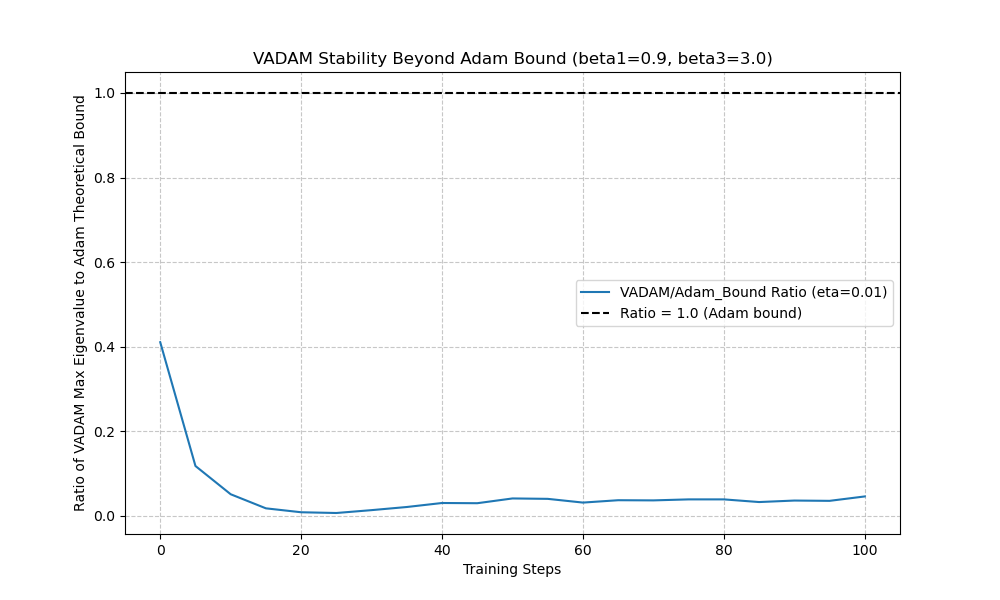 VADAM Stability Beyond Adam Bound (beta1=0.9, beta3=3.0)
Ratio of VADAM Max Eigenvalue to Adam Theoretical Bound
1.0
0.8
0.6
0.4
0.2
0.0
VADAM/Adam_Bound Ratio (eta=0.01)
Ratio = 1.0 (Adam bound)
0 20 40 60 80 100
Training Steps